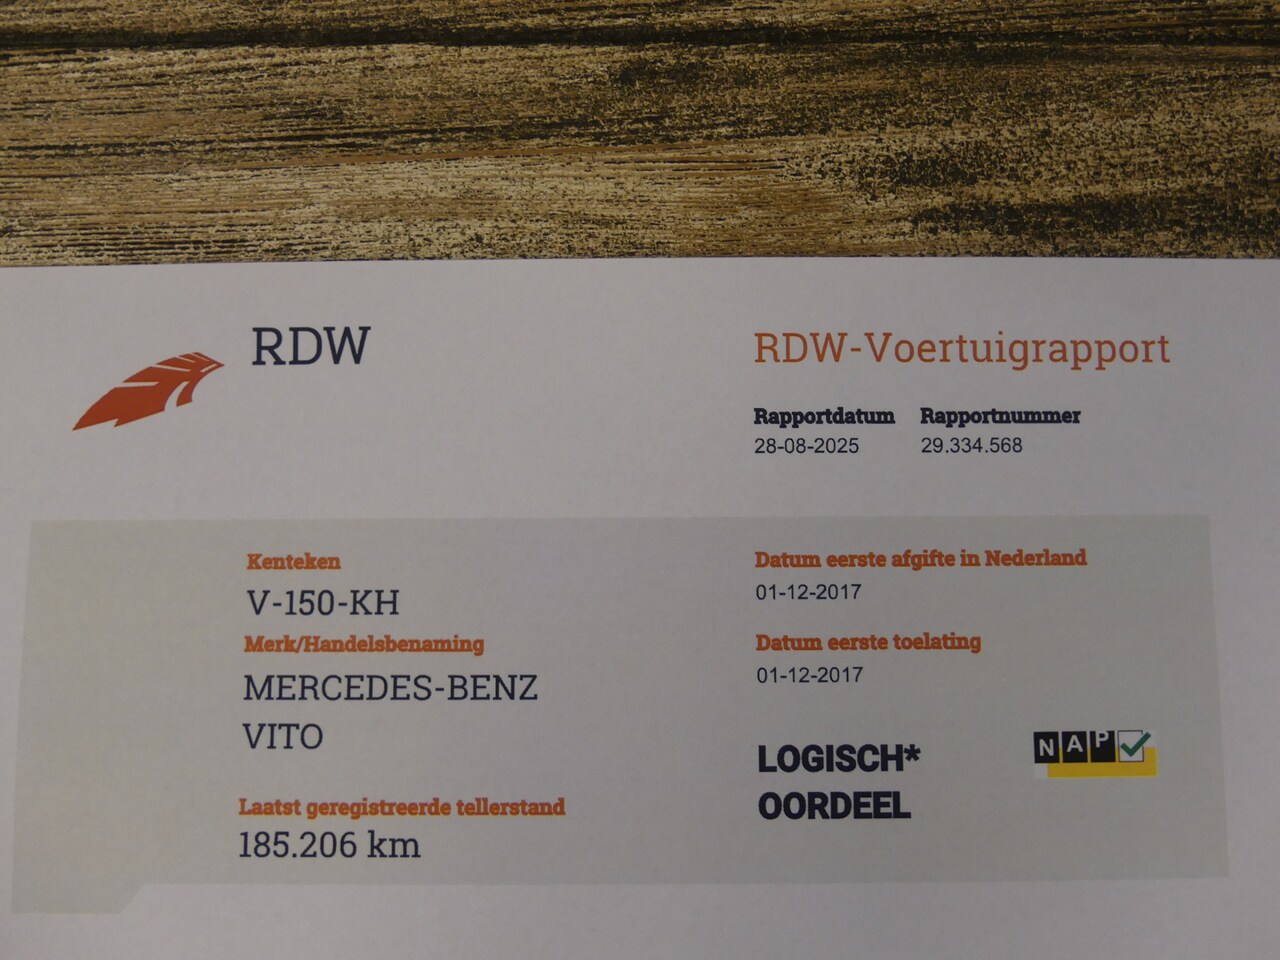 RDW
RDW-Voertuigrapport
Rapportdatum Rapportnummer
28-08-2025 29.334.568
Kenteken
V-150-KH
Merk/Handelsbenaming
MERCEDES-BENZ
VITO
Laatst geregistreerde tellerstand
185.206 km
Datum eerste afgifte in Nederland
01-12-2017
Datum eerste toelating
01-12-2017
LOGISCH*
OORDEEL
NAP